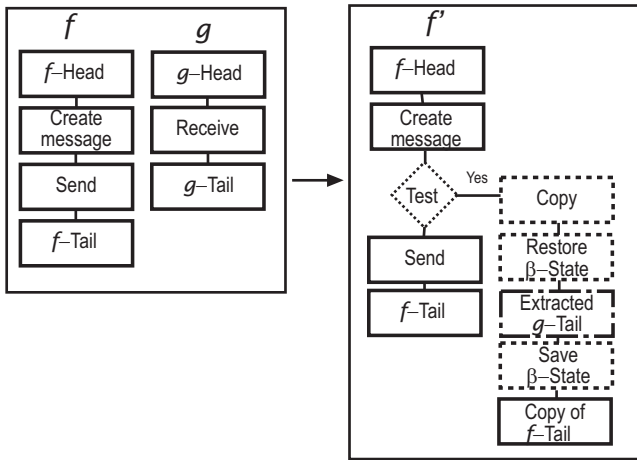 f
f–Head
Create
message
Send
f–Tail
g
g–Head
Receive
g–Tail
f’
f–Head
Create
message
Test
Yes
Send
f–Tail
Copy
Restore
β–State
Extracted
g–Tail
Save
β–State
Copy of
f–Tail